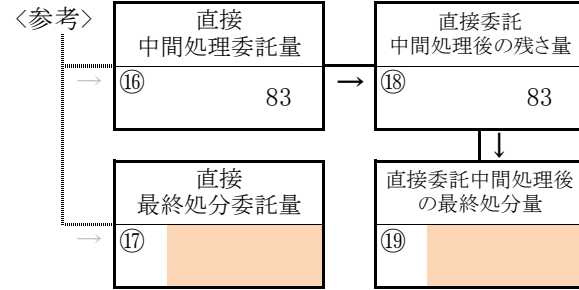 <参考>
直接
中間処理委託量
→
⑯
83
→
直接委託
中間処理後の残さ量
⑱
83
↓
直接
最終処分委託量
→
⑰
直接委託中間処理後
の最終処分量
⑲